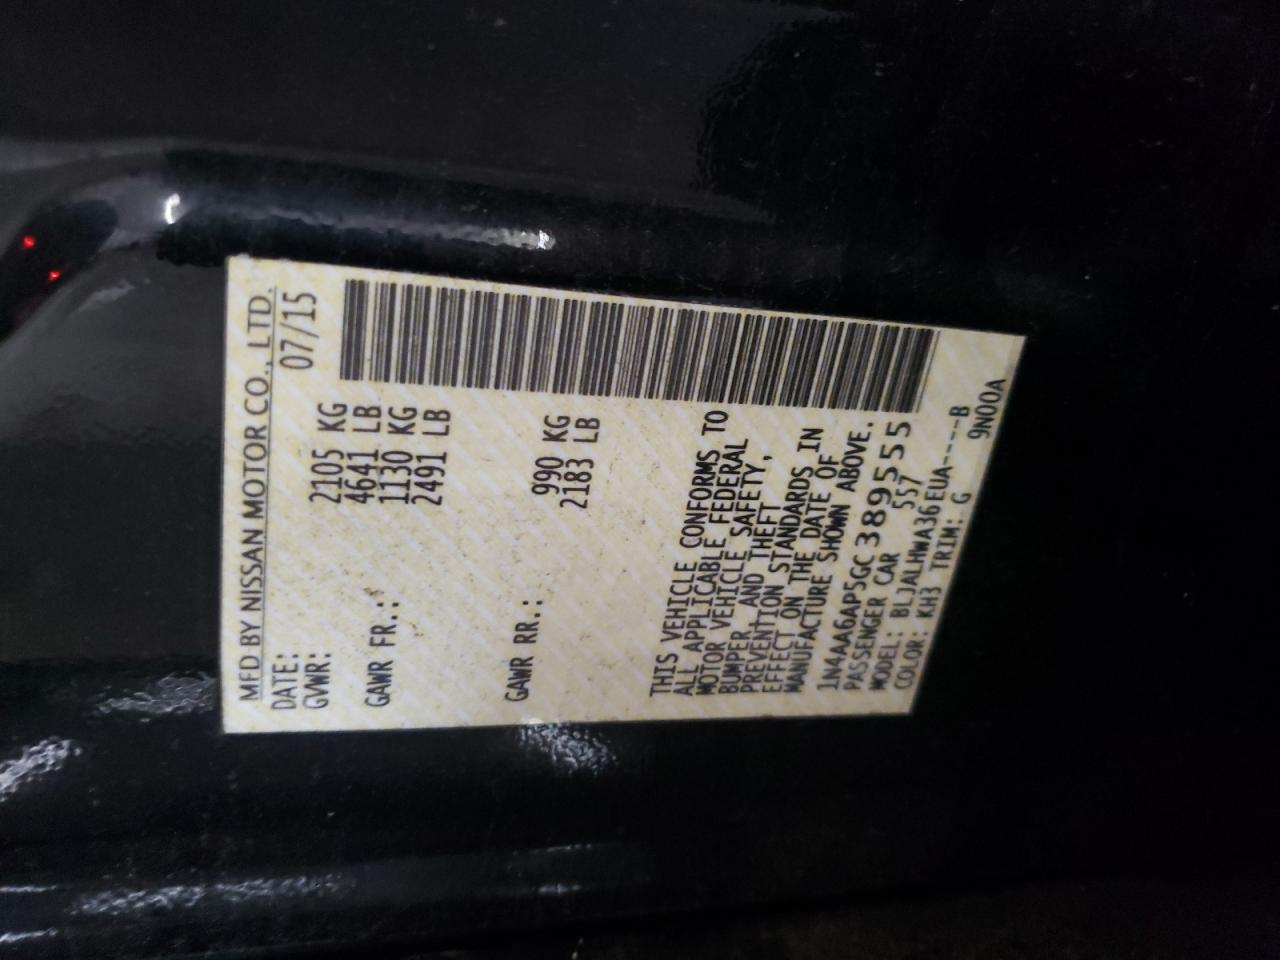 MFD BY NISSAN MOTOR CO., LTD.
DATE: 07/15
GVWR: 2105 KG
4641 LB
GAWR FR.: 1130 KG
2491 LB
GAWR RR.: 990 KG
2183 LB
THIS VEHICLE CONFORMS TO
ALL APPLICABLE FEDERAL
MOTOR VEHICLE SAFETY,
BUMPER, AND THEFT
PREVENTION STANDARDS IN
EFFECT ON THE DATE OF
MANUFACTURE SHOWN ABOVE.
1N4AA6AP5GC389555
PASSENGER CAR 557
MODEL: BLJALHWA36EUA-----B
COLOR: KH3 TRIM: G 9N00A